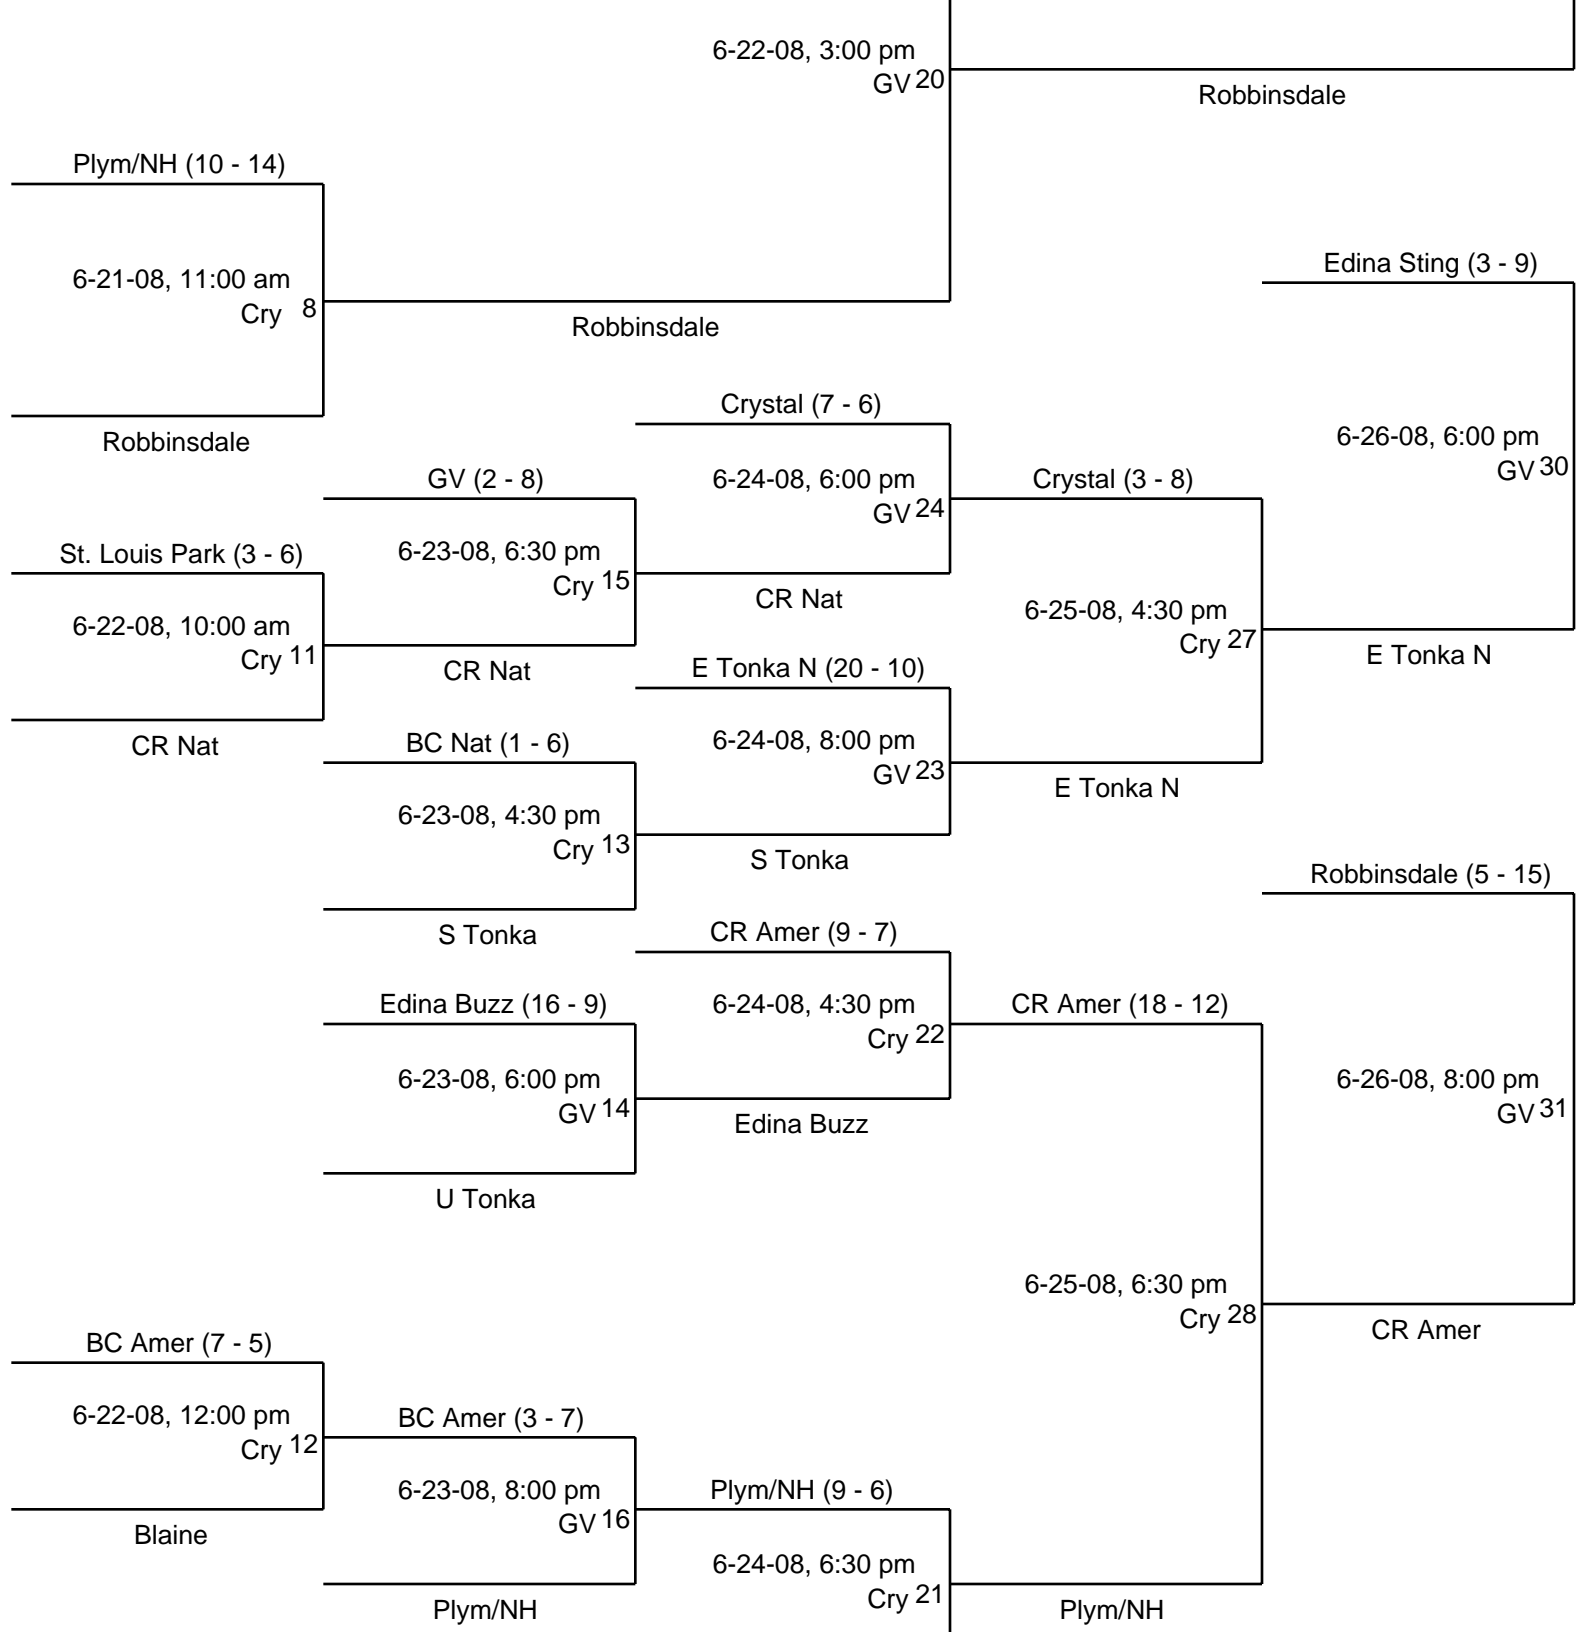 6-22-08, 3:00 pm
GV 20
Robbinsdale
Plym/NH (10 - 14)
6-21-08, 11:00 am
Cry 8
Robbinsdale
Edina Sting (3 - 9)
Robbinsdale
Crystal (7 - 6)
6-26-08, 6:00 pm
GV 30
GV (2 - 8)
6-24-08, 6:00 pm
GV 24
Crystal (3 - 8)
St. Louis Park (3 - 6)
6-23-08, 6:30 pm
Cry 15
CR Nat
6-22-08, 10:00 am
Cry 11
6-25-08, 4:30 pm
Cry 27
CR Nat
E Tonka N (20 - 10)
E Tonka N
CR Nat
BC Nat (1 - 6)
6-24-08, 8:00 pm
GV 23
E Tonka N
6-23-08, 4:30 pm
Cry 13
S Tonka
Robbinsdale (5 - 15)
S Tonka
CR Amer (9 - 7)
Edina Buzz (16 - 9)
6-24-08, 4:30 pm
Cry 22
CR Amer (18 - 12)
6-23-08, 6:00 pm
GV 14
6-26-08, 8:00 pm
GV 31
Edina Buzz
U Tonka
6-25-08, 6:30 pm
Cry 28
CR Amer
BC Amer (7 - 5)
6-22-08, 12:00 pm
Cry 12
BC Amer (3 - 7)
6-23-08, 8:00 pm
GV 16
Plym/NH (9 - 6)
Blaine
6-24-08, 6:30 pm
Cry 21
Plym/NH
Plym/NH